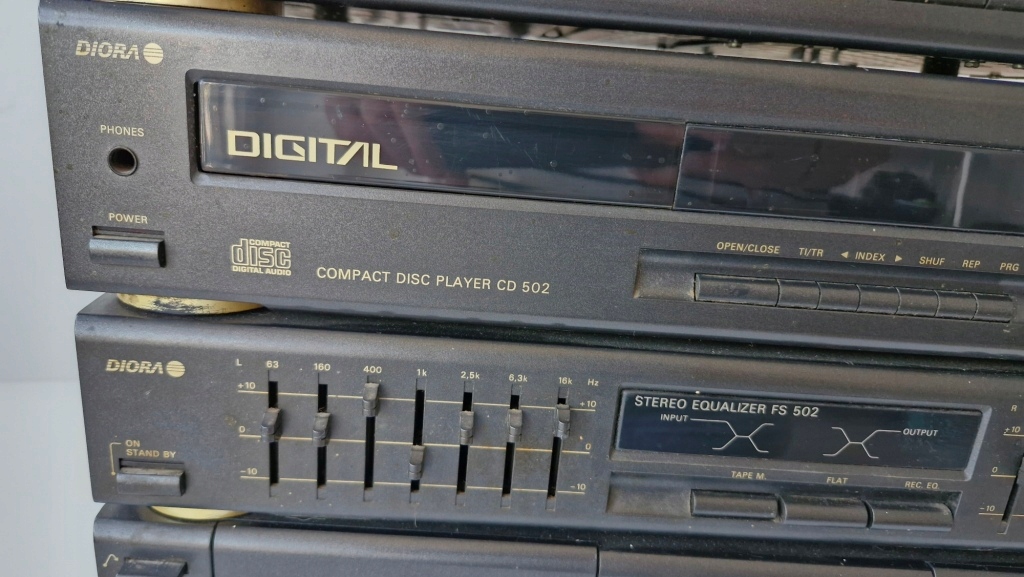 DIORA
PHONES
DIGITAL
POWER
COMPACT
disc
DIGITAL AUDIO
COMPACT DISC PLAYER CD 502
OPEN/CLOSE TI/TR ◄ INDEX ► SHUF REP PRG
DIORA
L 63 160 400 1k 2,5k 6,3k 16k Hz
+10 +10
0 0
-10 -10
ON
STAND BY
STEREO EQUALIZER FS 502
INPUT OUTPUT
TAPE M. FLAT REC. EQ.
R
+10
0
-10